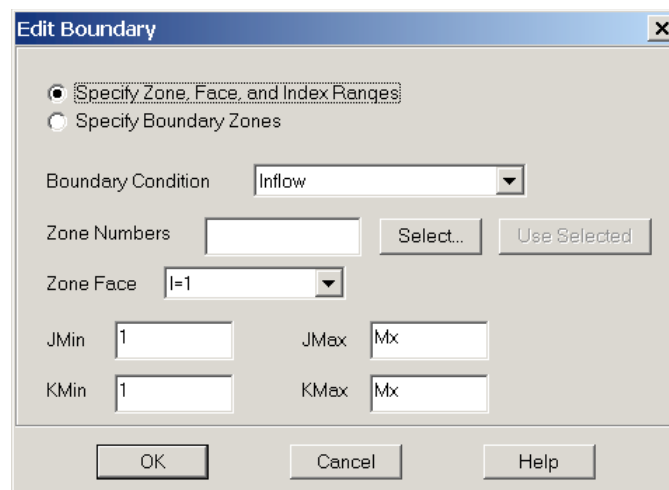 Edit Boundary
Specify Zone, Face, and Index Ranges
Specify Boundary Zones
Boundary Condition Inflow
Zone Numbers Select... Use Selected
Zone Face I=1
JMin 1 JMax Mx
KMin 1 KMax Mx
OK Cancel Help